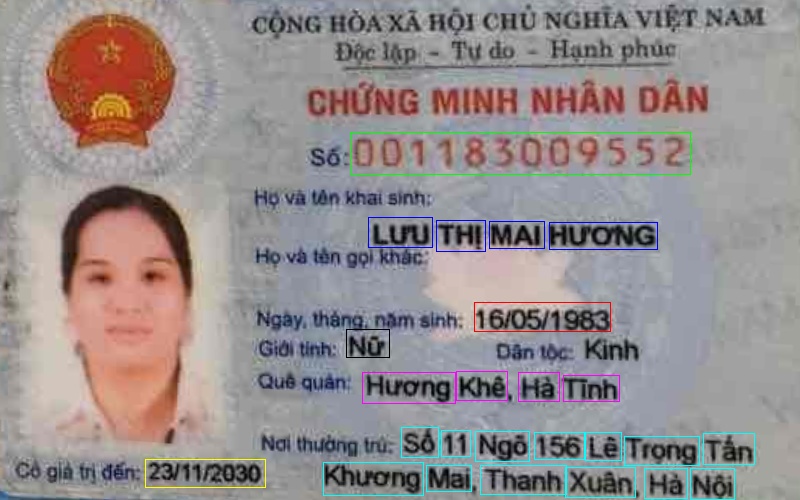 CỘNG HÒA XÃ HỘI CHỦ NGHĨA VIỆT NAM
Độc lập - Tự do - Hạnh phúc
CHỨNG MINH NHÂN DÂN
Số: 001183009552
Họ và tên khai sinh:
LƯU THỊ MAI HƯƠNG
Họ và tên gọi khác:
Ngày, tháng, năm sinh: 16/05/1983
Giới tính: Nữ Dân tộc: Kinh
Quê quán: Hương Khê, Hà Tĩnh
Nơi thường trú: Số 11 Ngõ 156 Lê Trọng Tấn
Khương Mai, Thanh Xuân, Hà Nội
Có giá trị đến: 23/11/2030